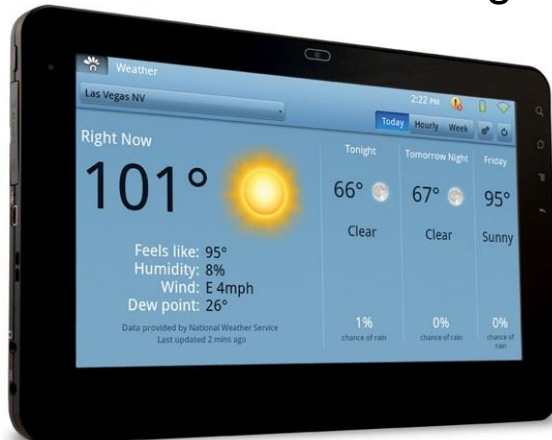 Weather
2:22 PM
Las Vegas NV
Today Hourly Week
Right Now
101°
Feels like: 95°
Humidity: 8%
Wind: E 4mph
Dew point: 26°
Data provided by National Weather Service
Last updated 2 mins ago
Tonight
66°
Clear
1%
chance of rain
Tomorrow Night
67°
Clear
0%
chance of rain
Friday
95°
Sunny
0%
chance of
rain